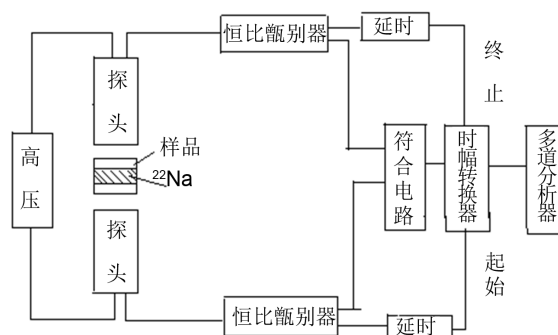 恒比甄别器
延时
终止
探头
高压
样品
²²Na
符合电路
时幅转换器
多道分析器
探头
起始
恒比甄别器
延时